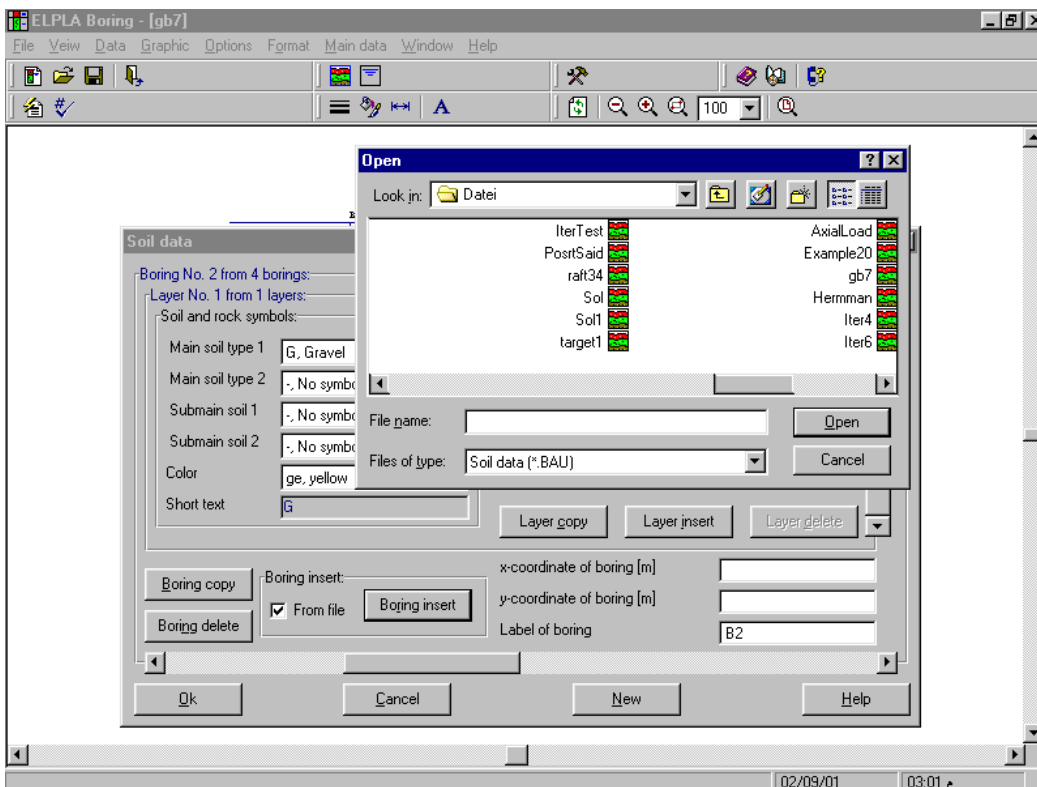 ELPLA Boring - [gb7]
File Veiw Data Graphic Options Format Main data Window Help
100
Open
Look in: Datei
IterTest AxialLoad
PosrtSaid Example20
raft34 gb7
Sol Hermman
Sol1 Iter4
target1 Iter6
File name: Open
Files of type: Soil data (*.BAU) Cancel
Soil data
Boring No. 2 from 4 borings:
Layer No. 1 from 1 layers:
Soil and rock symbols:
Main soil type 1 G, Gravel
Main soil type 2 -, No symbo
Submain soil 1 -, No symbo
Submain soil 2 -, No symbo
Color ge, yellow
Short text G
Layer copy Layer insert Layer delete
Boring copy Boring insert: x-coordinate of boring [m]
From file Boring insert y-coordinate of boring [m]
Boring delete Label of boring B2
Ok Cancel New Help
02/09/01 03:01 م